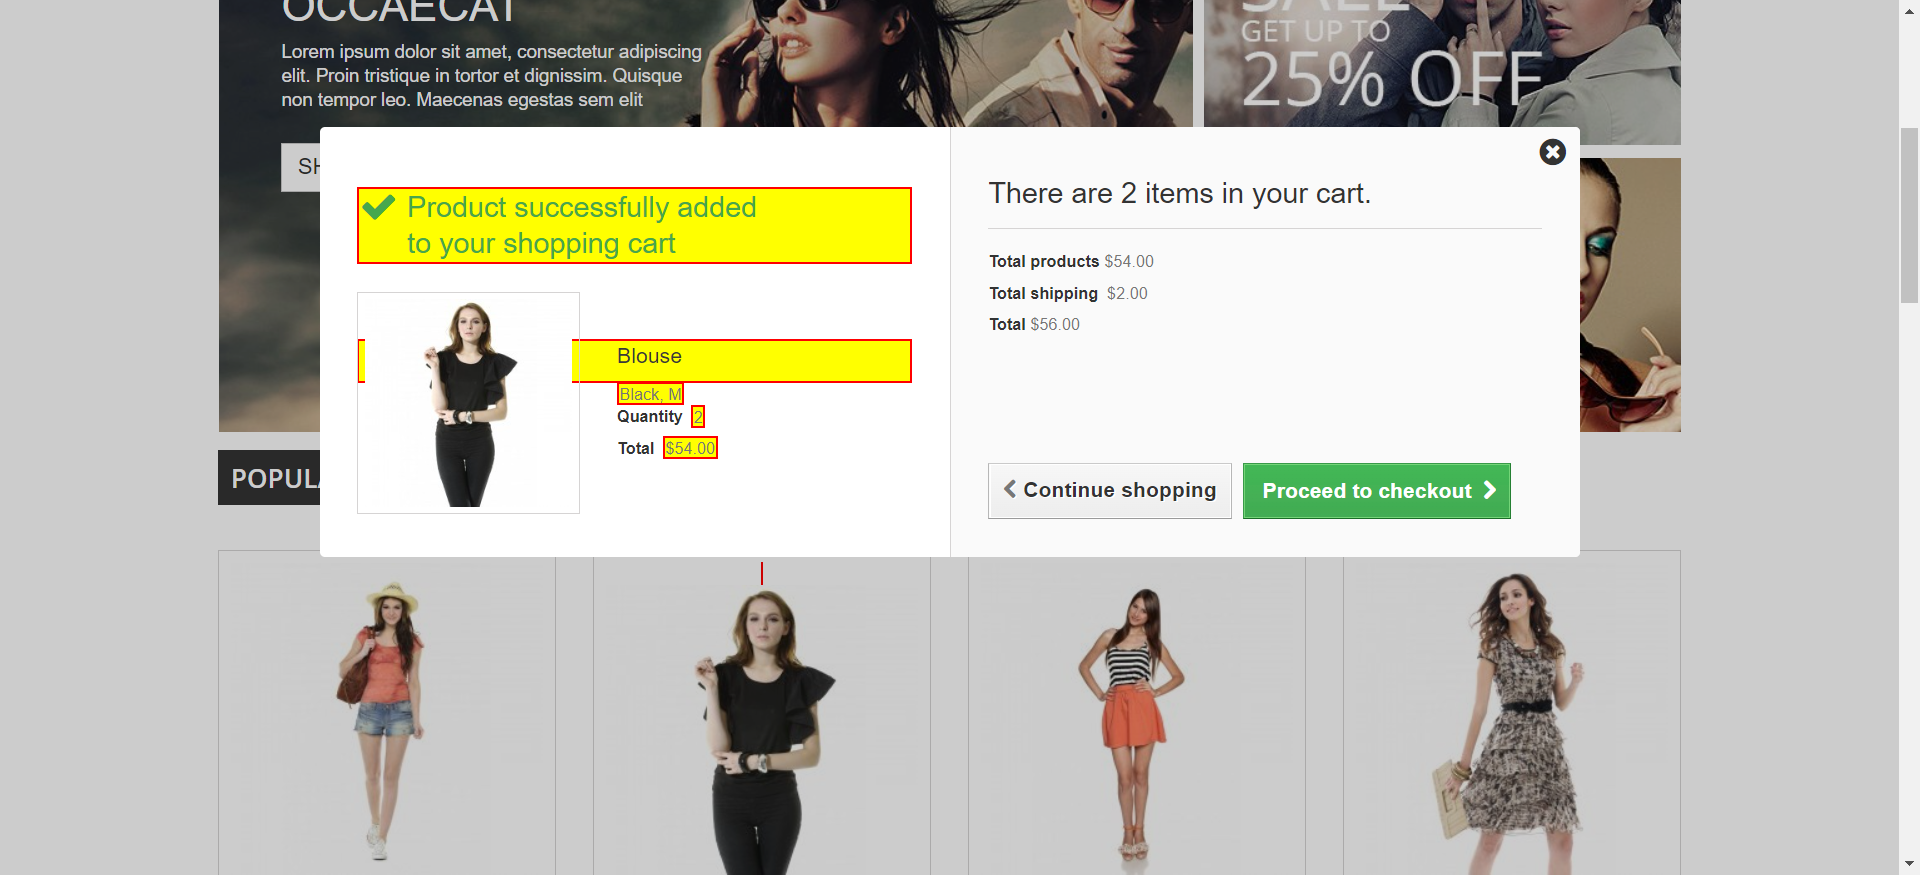 OCCAECAT
Lorem ipsum dolor sit amet, consectetur adipiscing
elit. Proin tristique in tortor et dignissim. Quisque
non tempor leo. Maecenas egestas sem elit
SALE
GET UP TO
25% OFF
Product successfully added
to your shopping cart
Blouse
Black, M
Quantity 2
Total $54.00
There are 2 items in your cart.
Total products $54.00
Total shipping $2.00
Total $56.00
Continue shopping
Proceed to checkout